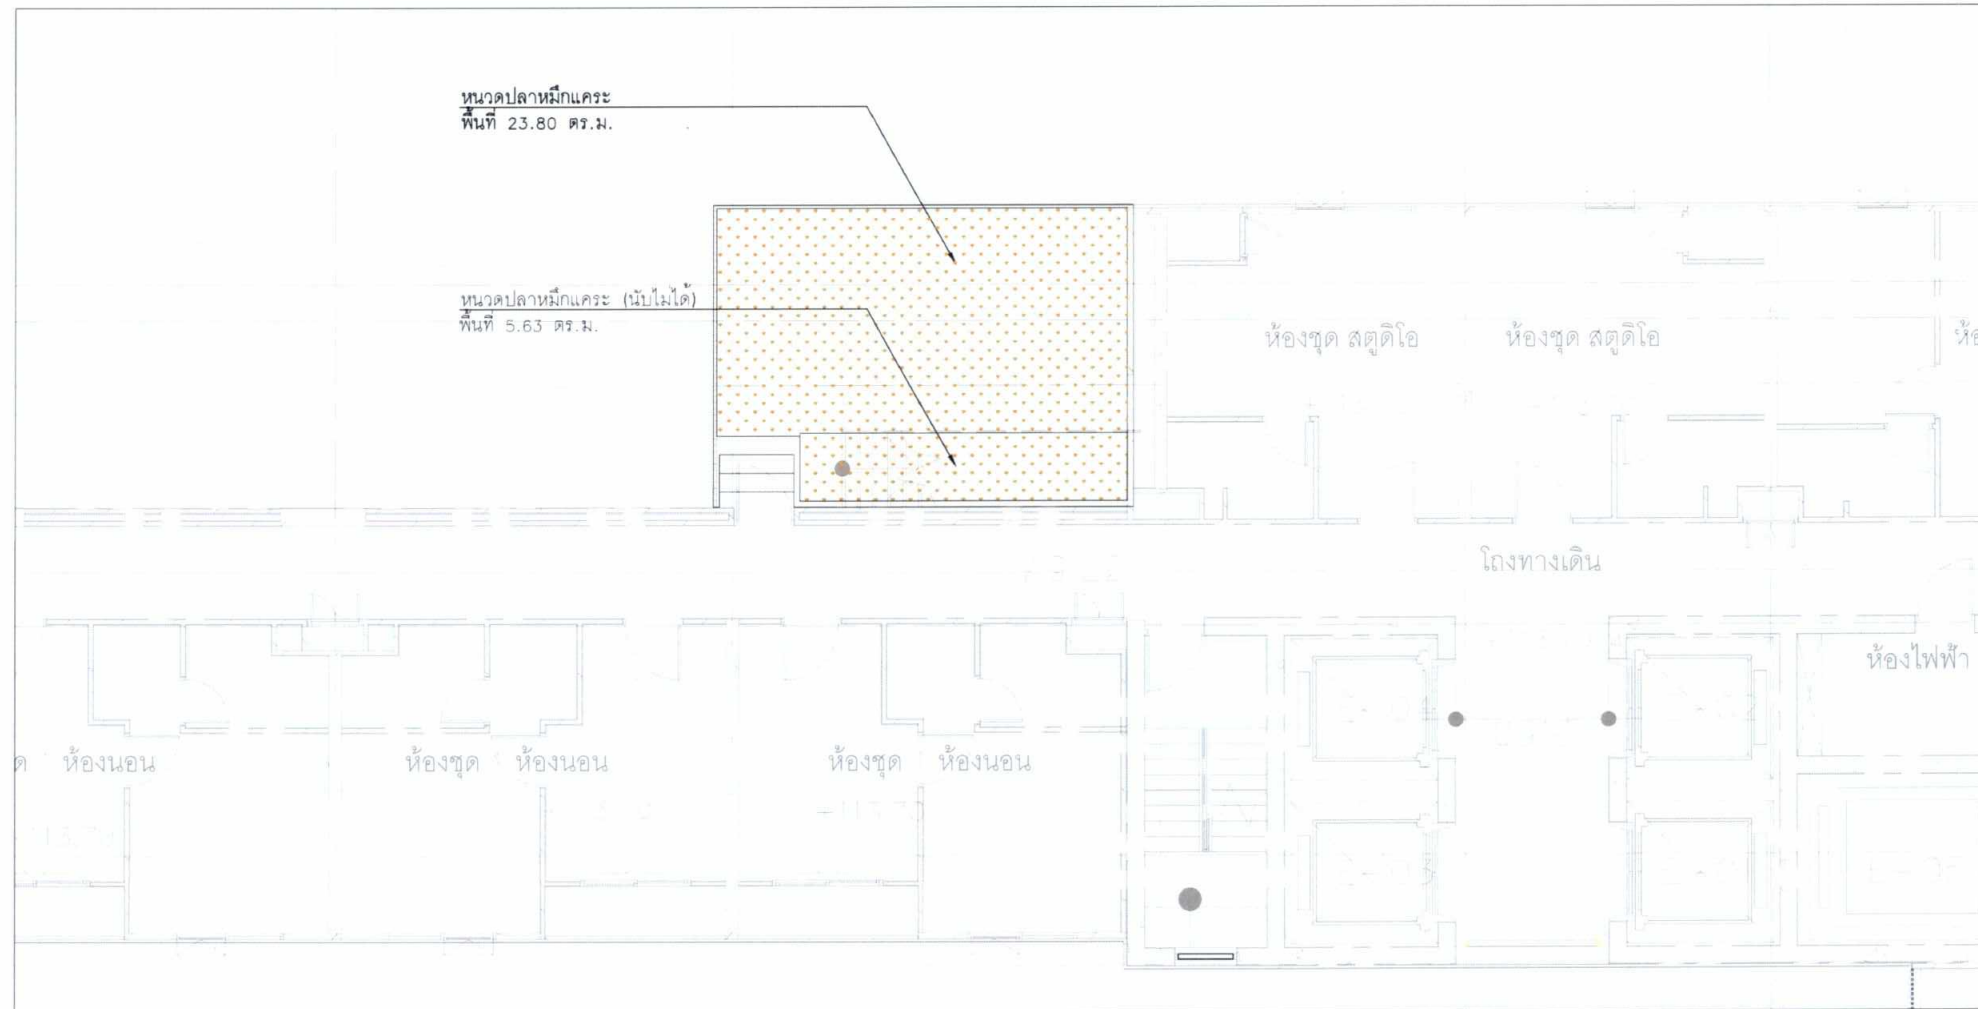 หนวดปลาหมึกแคระ
พื้นที่ 23.80 ตร.ม.
หนวดปลาหมึกแคระ (นับไม่ได้)
พื้นที่ 5.63 ตร.ม.
ห้องชุด สตูดิโอ
ห้องชุด สตูดิโอ
โถงทางเดิน
ห้องไฟฟ้า
ห้องนอน
ห้องชุด
ห้องนอน
ห้องชุด
ห้องนอน